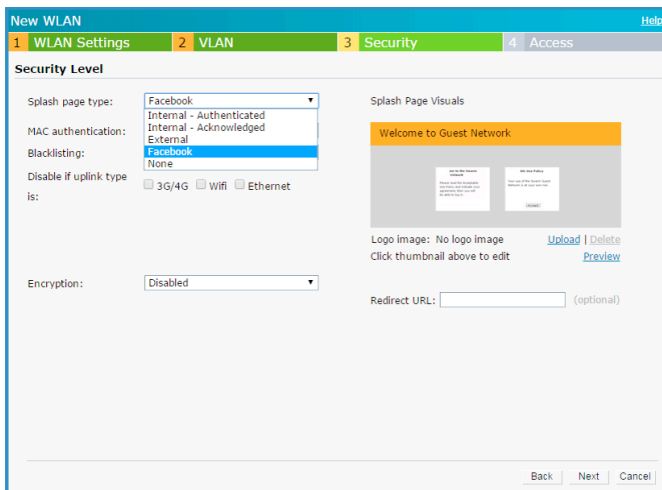 New WLAN
Help
1 WLAN Settings
2 VLAN
3 Security
4 Access
Security Level
Splash page type:
Facebook
Internal - Authenticated
Internal - Acknowledged
External
Facebook
None
MAC authentication:
Blacklisting:
Disable if uplink type is:
3G/4G Wifi Ethernet
Encryption:
Disabled
Splash Page Visuals
Welcome to Guest Network
Logo image: No logo image
Upload | Delete
Click thumbnail above to edit
Preview
Redirect URL:
(optional)
Back
Next
Cancel